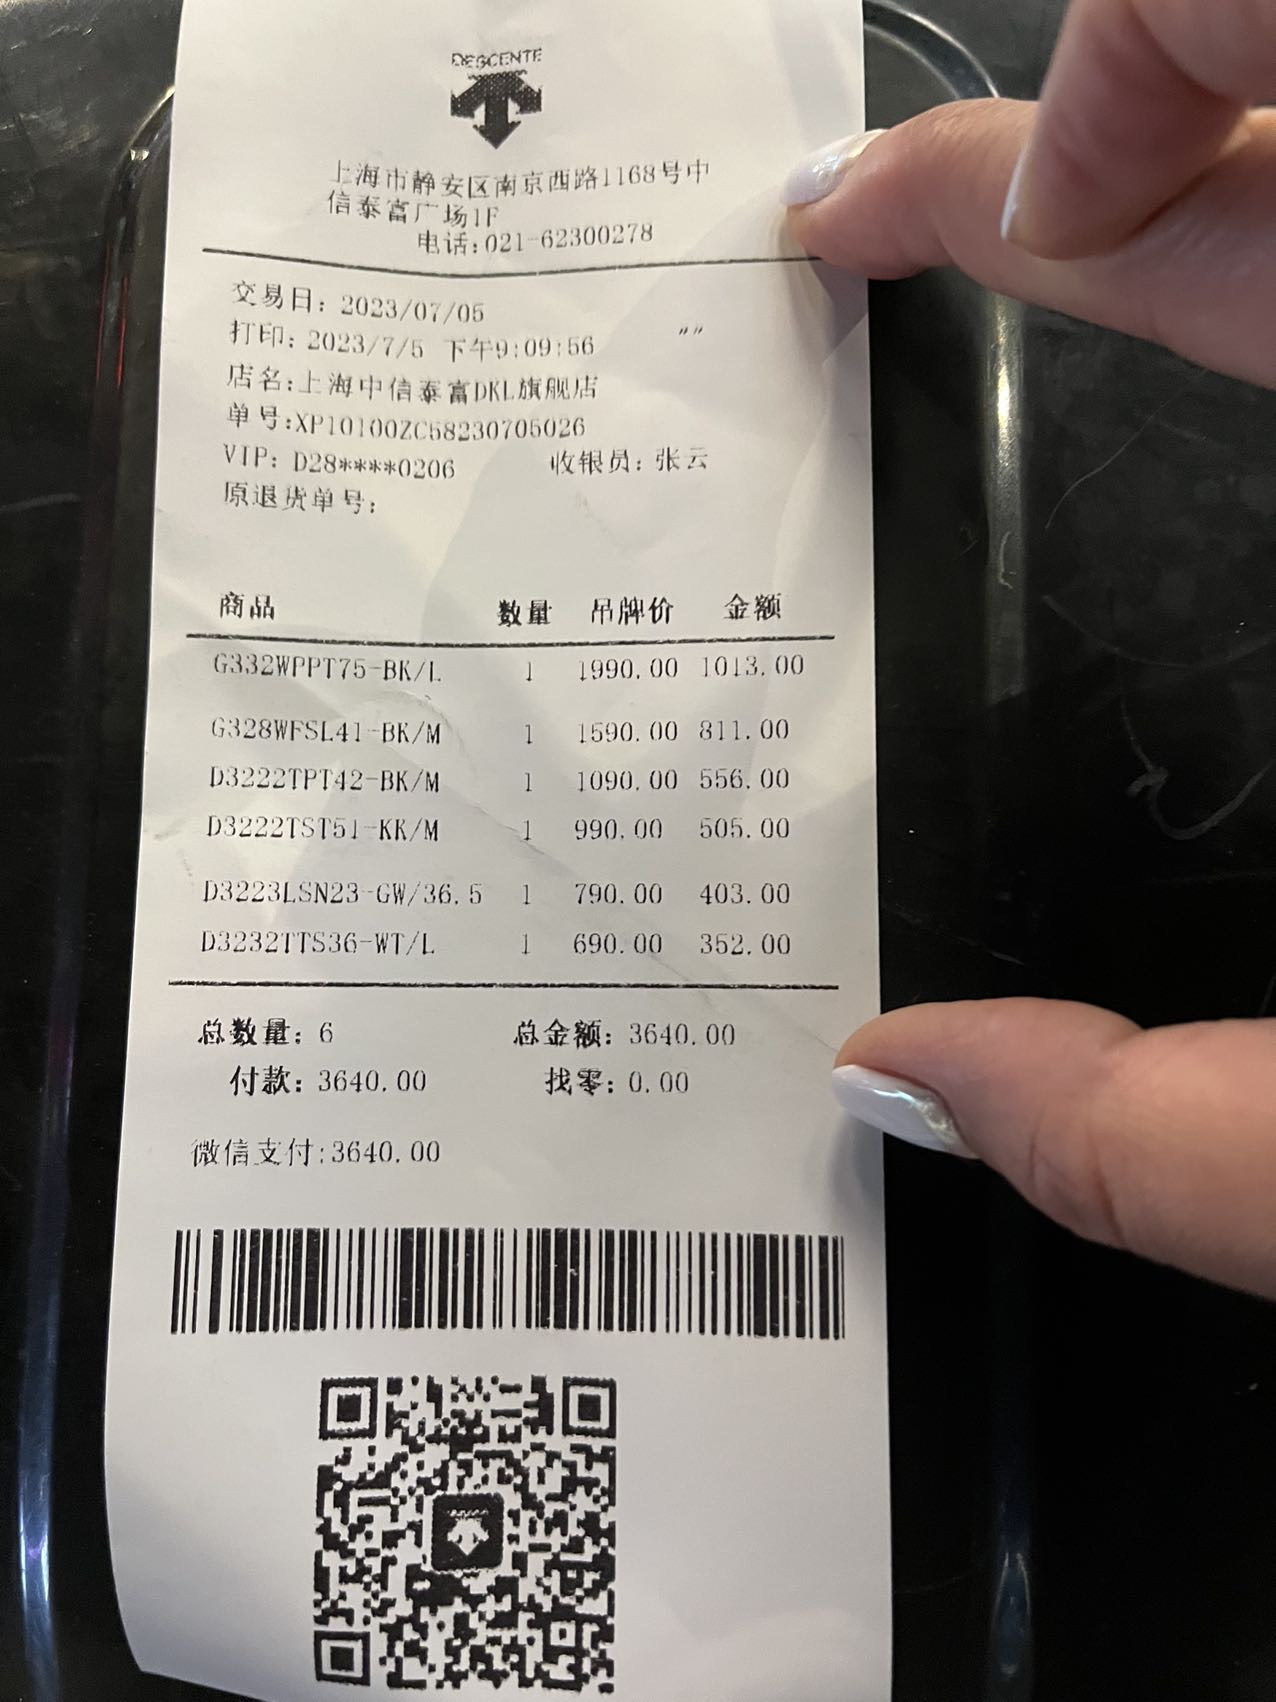 DESCENTE
上海市静安区南京西路1168号中
信泰富广场1F
电话:021-62300278
交易日: 2023/07/05
打印: 2023/7/5 下午9:09:56 ""
店名:上海中信泰富DKL旗舰店
单号:XP10100ZC58230705026
VIP: D28****0206 收银员: 张云
原退货单号:
商品 数量 吊牌价 金额
G332WPPT75-BK/L 1 1990.00 1013.00
G328WFSL41-BK/M 1 1590.00 811.00
D3222TPT42-BK/M 1 1090.00 556.00
D3222TST51-KK/M 1 990.00 505.00
D3223LSN23-GW/36.5 1 790.00 403.00
D3232TTS36-WT/L 1 690.00 352.00
总数量: 6 总金额: 3640.00
付款: 3640.00 找零: 0.00
微信支付:3640.00